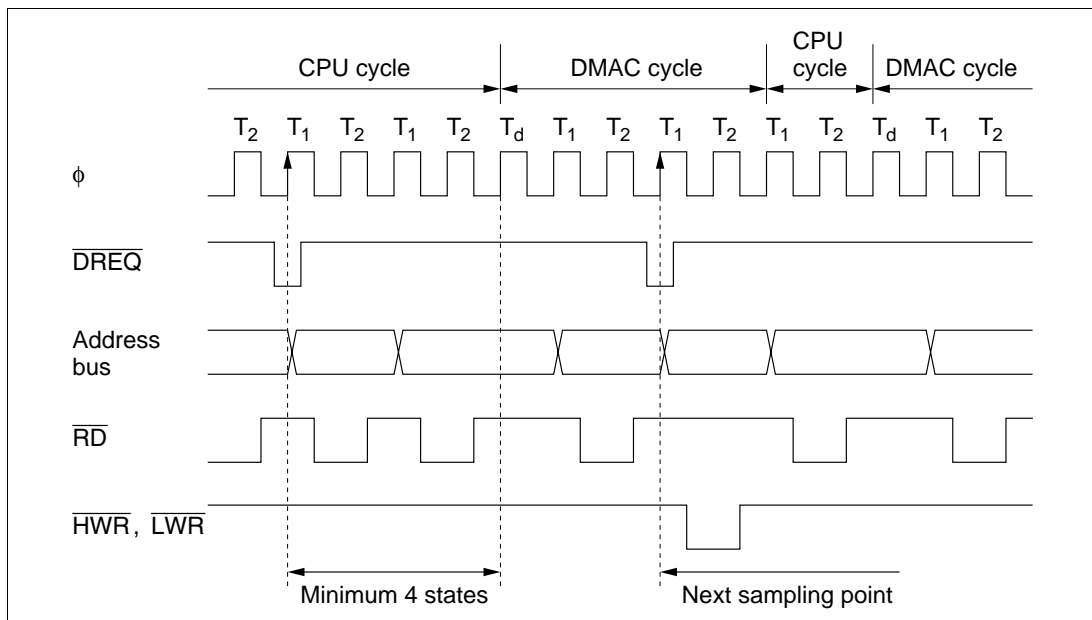 CPU cycle DMAC cycle CPU cycle DMAC cycle
T2 T1 T2 T1 T2 Td T1 T2 T1 T2 T1 T2 Td T1 T2
ϕ
DREQ
Address
bus
RD
HWR, LWR
Minimum 4 states Next sampling point